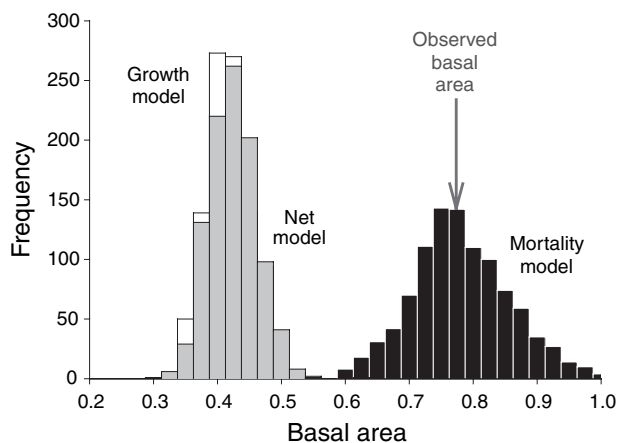 300
250
200
150
100
50
0
Frequency
Growth
model
Net
model
Observed
basal
area
Mortality
model
0.2 0.3 0.4 0.5 0.6 0.7 0.8 0.9 1.0
Basal area